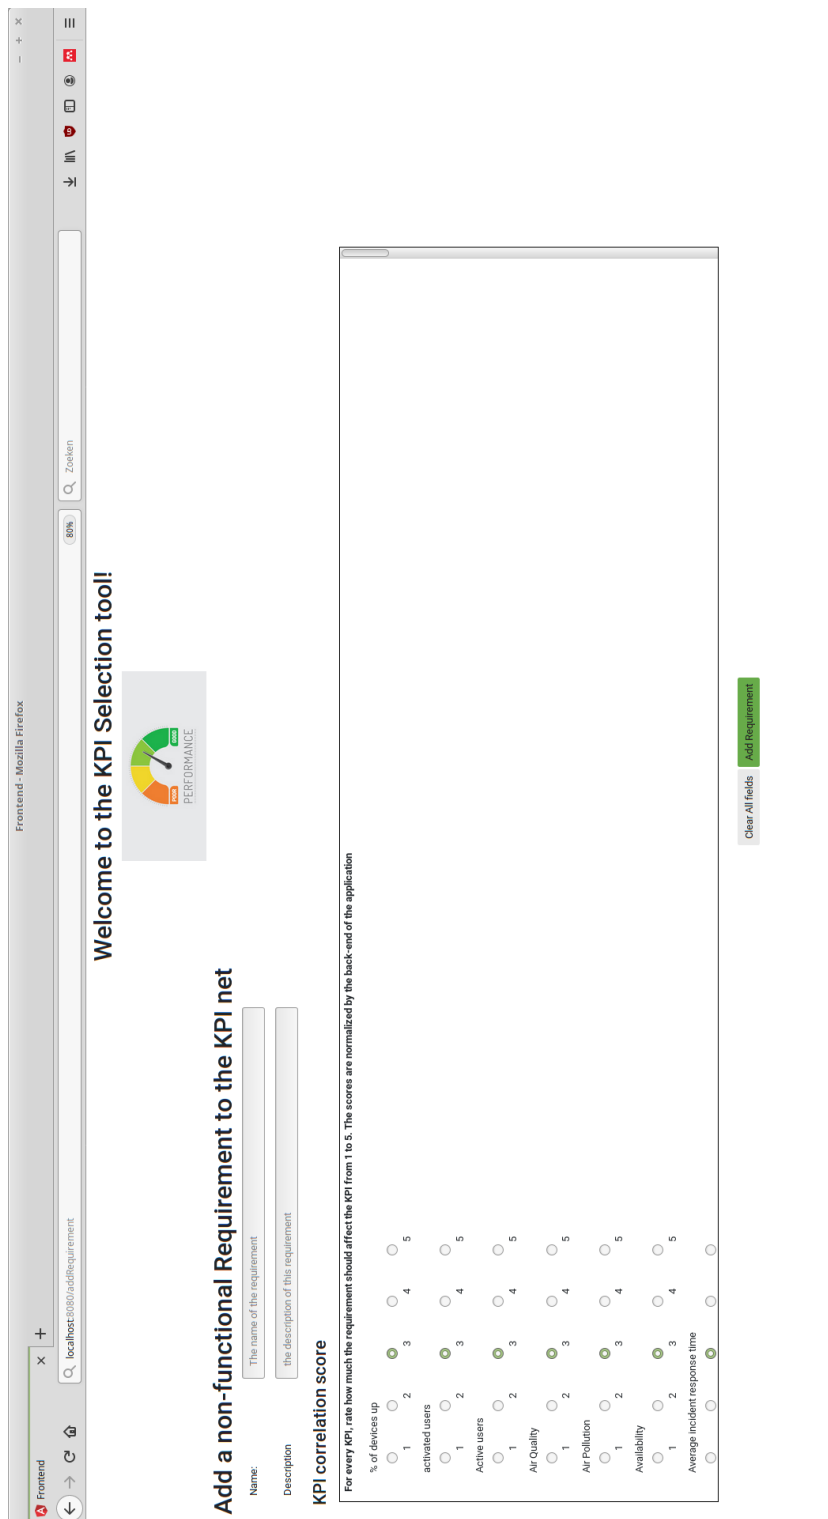 Frontend - Mozilla Firefox
Frontend
localhost:8080/addRequirement
80%
Zoeken
Welcome to the KPI Selection tool!
POOR
GOOD
PERFORMANCE
Add a non-functional Requirement to the KPI net
Name:
The name of the requirement
Description
the description of this requirement
KPI correlation score
For every KPI, rate how much the requirement should affect the KPI from 1 to 5. The scores are normalized by the back-end of the application
% of devices up
1 2 3 4 5
activated users
1 2 3 4 5
Active users
1 2 3 4 5
Air Quality
1 2 3 4 5
Air Pollution
1 2 3 4 5
Availability
1 2 3 4 5
Average incident response time
Clear All fields
Add Requirement